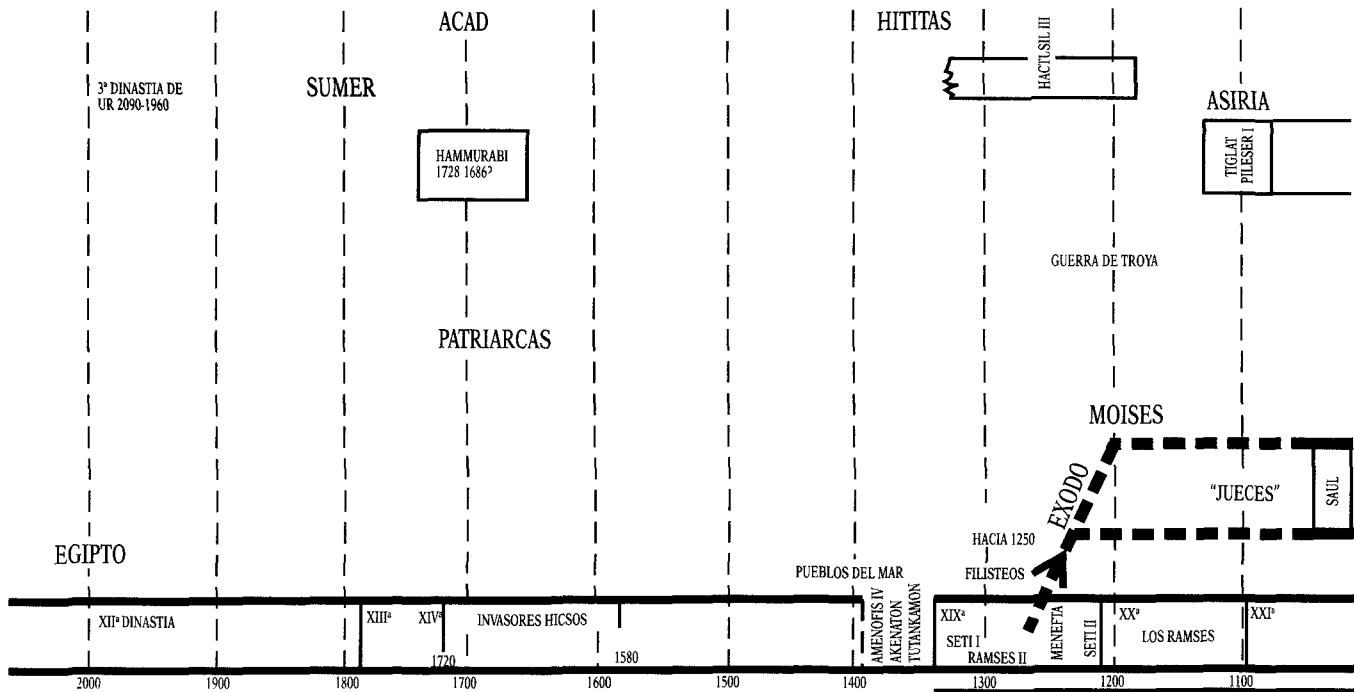 ACAD
HITITAS
HACTUSIL III
3ª DINASTIA DE
UR 2090-1960
SUMER
ASIRIA
HAMMURABI
1728 1686?
TIGLAT
PILESER I
GUERRA DE TROYA
PATRIARCAS
MOISES
EXODO
"JUECES"
SAUL
HACIA 1250
EGIPTO
PUEBLOS DEL MAR
FILISTEOS
XIIª DINASTIA
XIIIª
XIVª
INVASORES HICSOS
AMENOFIS IV
AKENATON
TUTANKAMON
XIXª
SETI I
RAMSES II
MENEFTA
SETI II
XXª
LOS RAMSES
XXIª
1720
1580
2000
1900
1800
1700
1600
1500
1400
1300
1200
1100